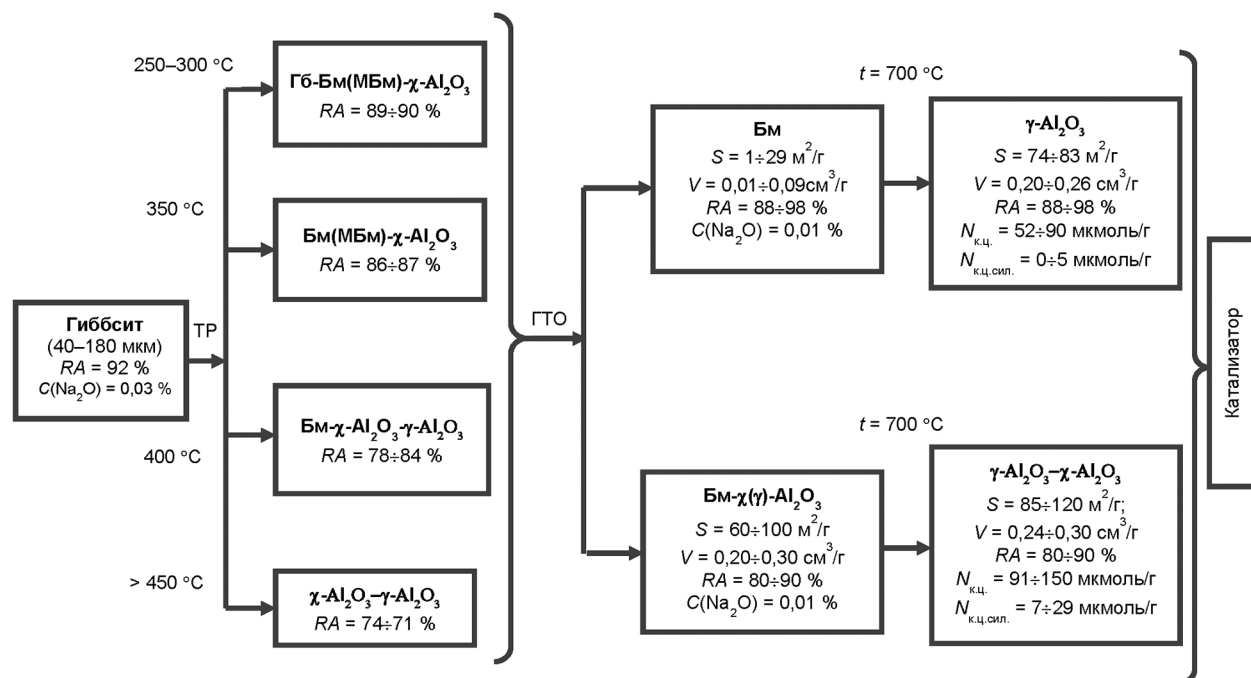 Гиббсит
(40–180 мкм)
RA = 92 %
C(Na₂O) = 0,03 %
ТР
250–300 °C
Гб-Бм(МБм)-χ-Al₂O₃
RA = 89÷90 %
350 °C
Бм(МБм)-χ-Al₂O₃
RA = 86÷87 %
400 °C
Бм-χ-Al₂O₃-γ-Al₂O₃
RA = 78÷84 %
> 450 °C
χ-Al₂O₃–γ-Al₂O₃
RA = 74÷71 %
ГТО
Бм
S = 1÷29 м²/г
V = 0,01÷0,09см³/г
RA = 88÷98 %
C(Na₂O) = 0,01 %
t = 700 °C
γ-Al₂O₃
S = 74÷83 м²/г
V = 0,20÷0,26 см³/г
RA = 88÷98 %
Nк.ц. = 52÷90 мкмоль/г
Nк.ц.сил. = 0÷5 мкмоль/г
Бм-χ(γ)-Al₂O₃
S = 60÷100 м²/г
V = 0,20÷0,30 см³/г
RA = 80÷90 %
C(Na₂O) = 0,01 %
t = 700 °C
γ-Al₂O₃–χ-Al₂O₃
S = 85÷120 м²/г;
V = 0,24÷0,30 см³/г
RA = 80÷90 %
Nк.ц. = 91÷150 мкмоль/г
Nк.ц.сил. = 7÷29 мкмоль/г
Катализатор